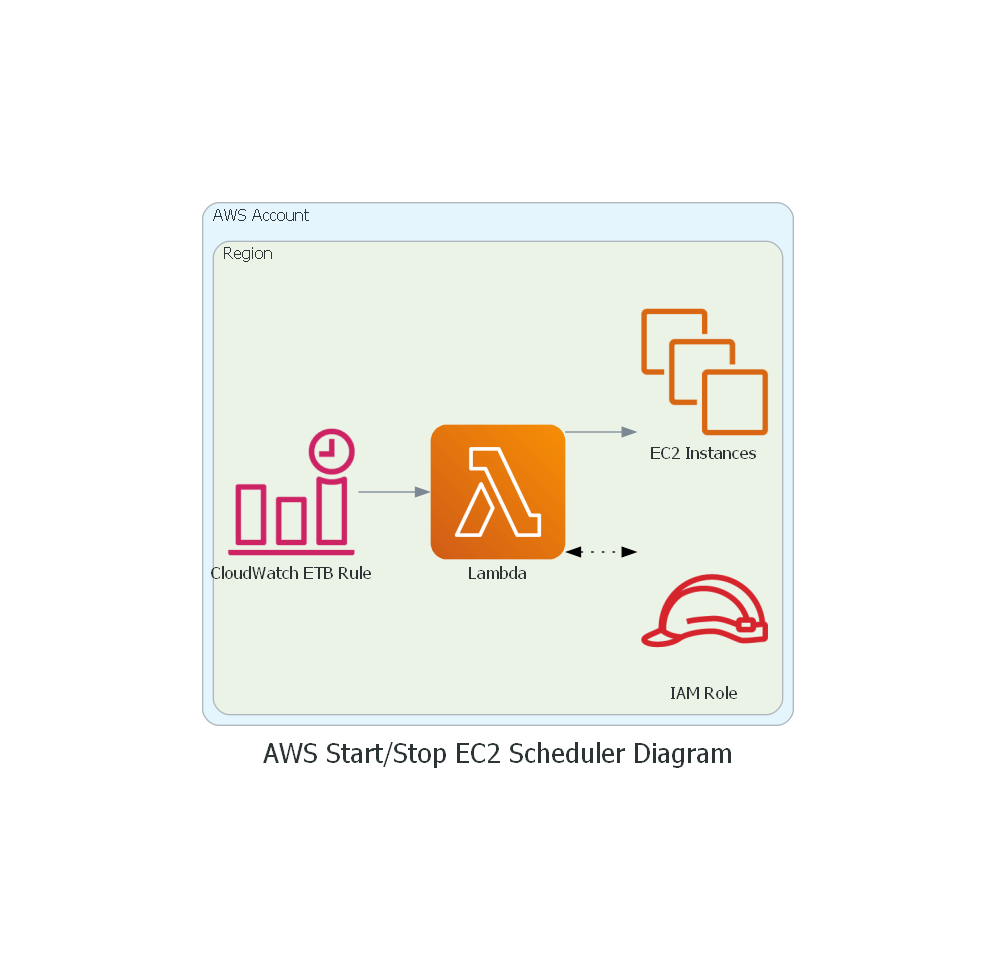 AWS Account
Region
EC2 Instances
CloudWatch ETB Rule
Lambda
IAM Role
AWS Start/Stop EC2 Scheduler Diagram